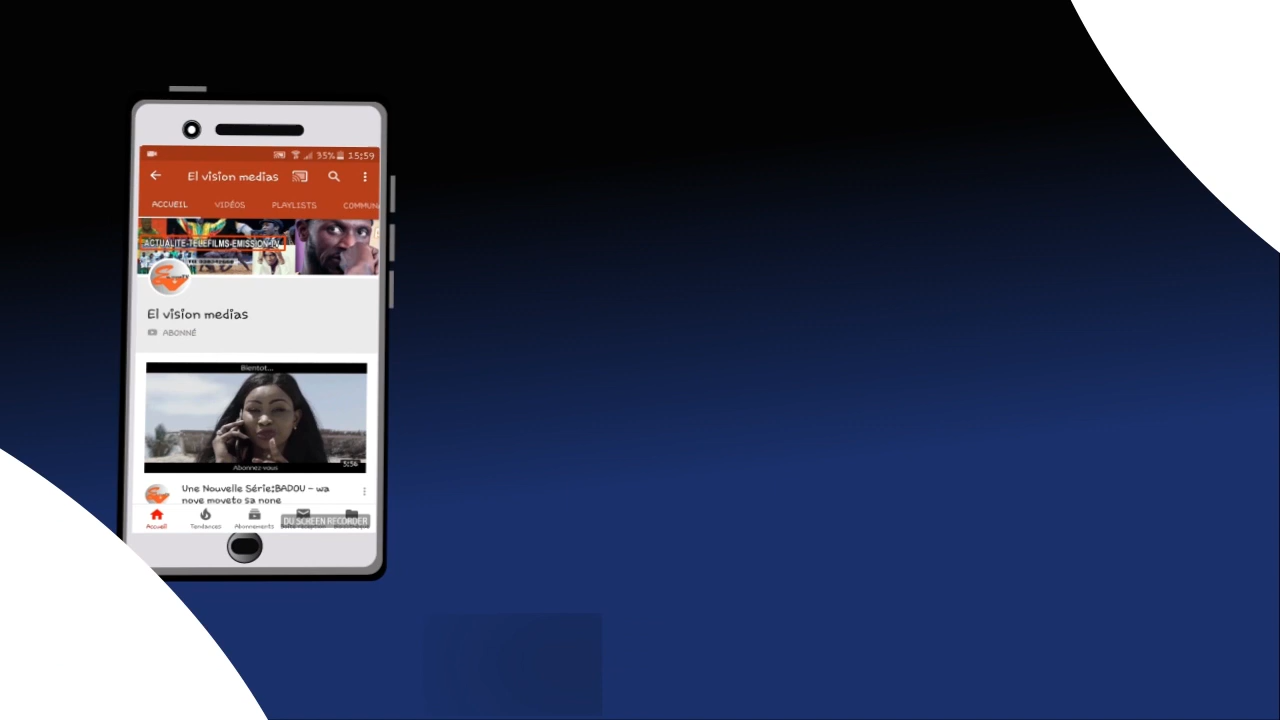 35% 15:59
El vision medias
ACCUEIL VIDÉOS PLAYLISTS COMMUN
ACTUALITE-TELEFILMS-EMISSION TV
El vision medias
ABONNÉ
Bientot...
Abonnez vous
5:56
Une Nouvelle Série:BADOU - wa
nove moveto sa none
Accueil Tendances Abonnements
DU SCREEN RECORDER